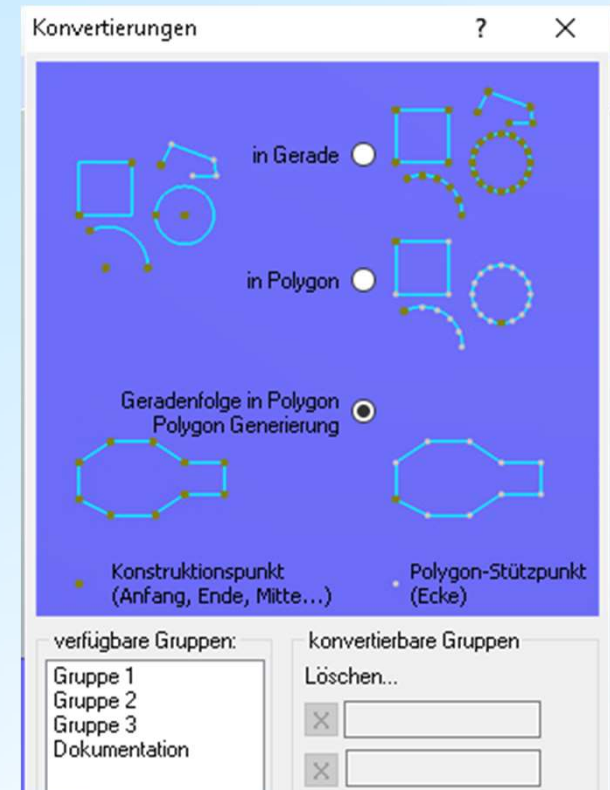 Konvertierungen ? X
in Gerade
in Polygon
Geradenfolge in Polygon
Polygon Generierung
Konstruktionspunkt
(Anfang, Ende, Mitte...)
Polygon-Stützpunkt
(Ecke)
verfügbare Gruppen:
Gruppe 1
Gruppe 2
Gruppe 3
Dokumentation
konvertierbare Gruppen
Löschen...
X
X